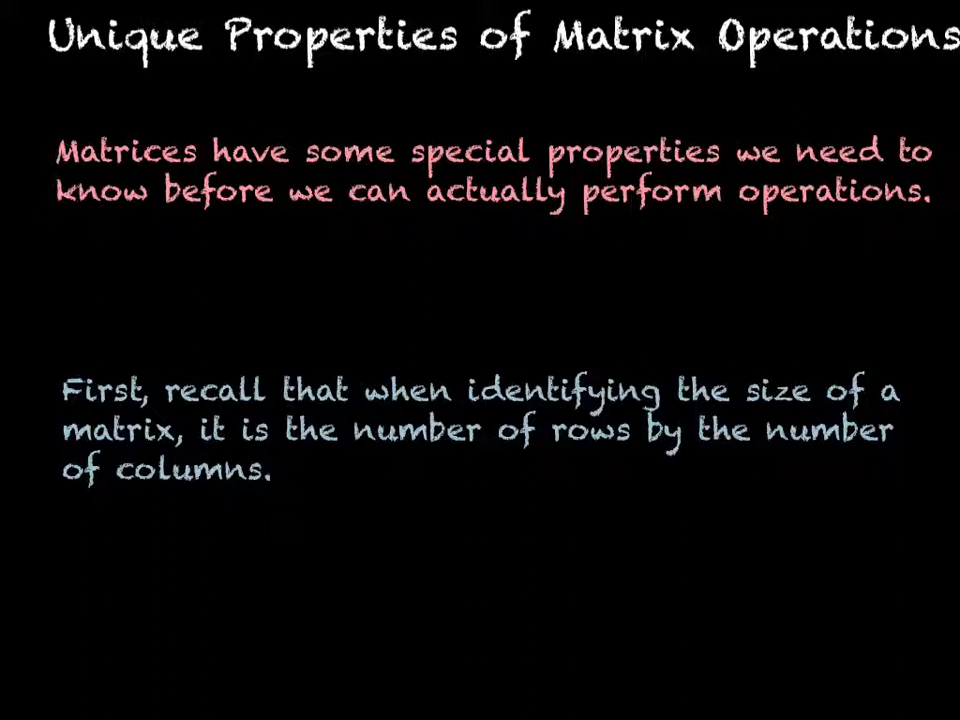 Unique Properties of Matrix Operations
Matrices have some special properties we need to
know before we can actually perform operations.
First, recall that when identifying the size of a
matrix, it is the number of rows by the number
of columns.